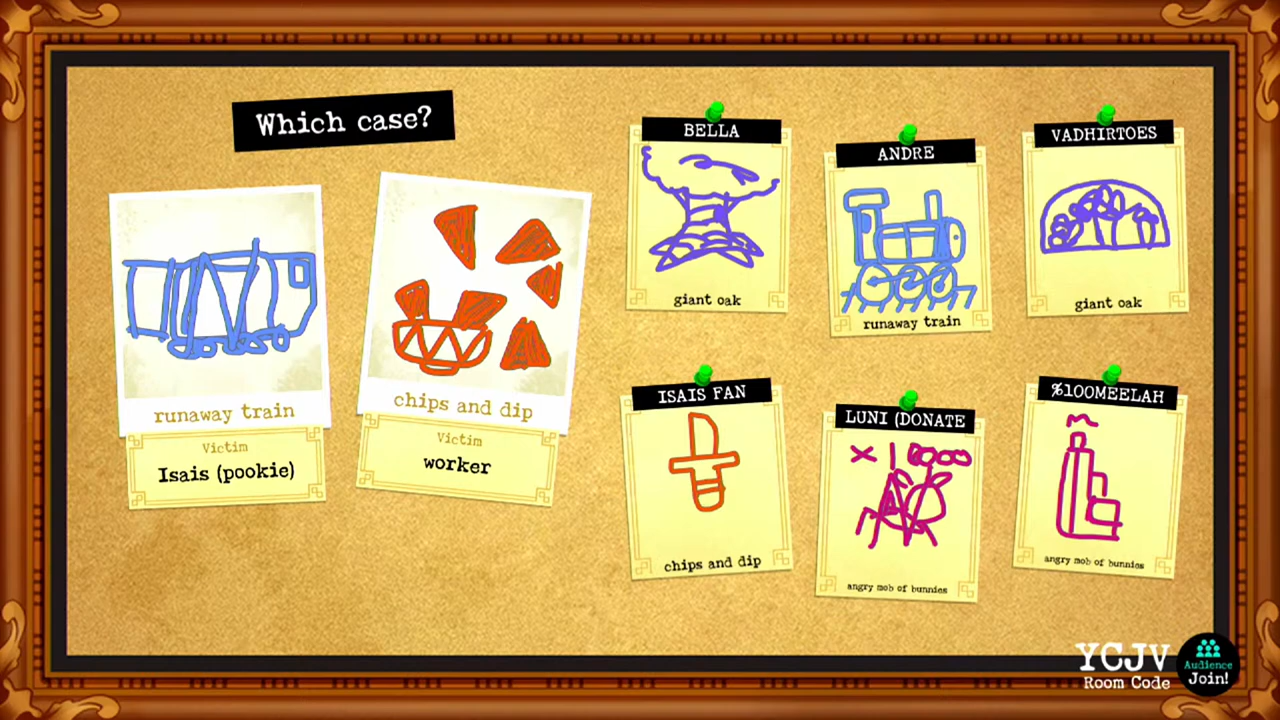 Which case?
runaway train
Victim
Isais (pookie)
chips and dip
Victim
worker
BELLA
giant oak
ANDRE
runaway train
VADHIRTOES
giant oak
ISAIS FAN
chips and dip
LUNI (DONATE
x 10000
angry mob of bunnies
%100MEELAH
angry mob of bunnies
YCJV
Room Code
Audience
Join!